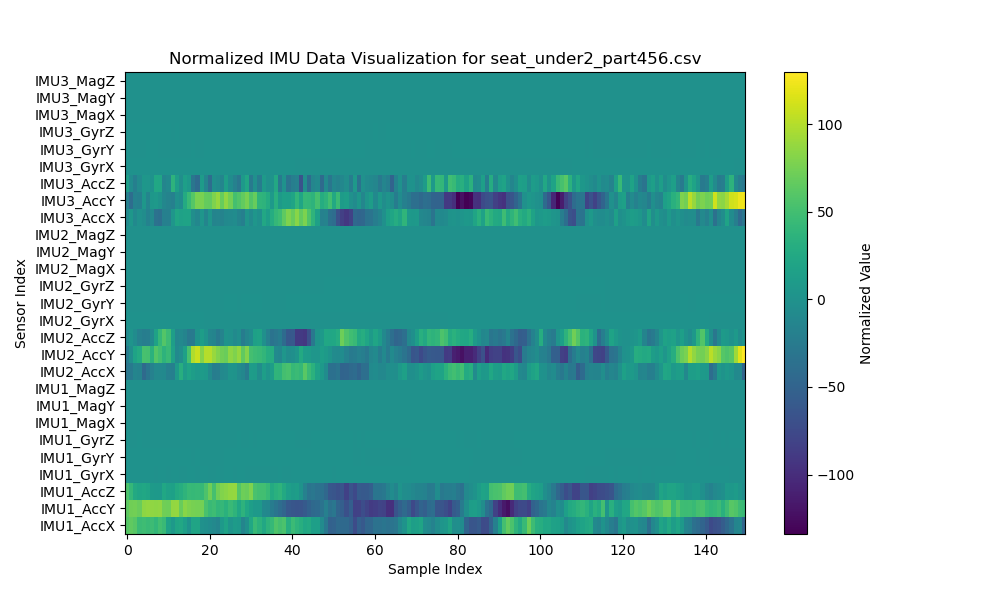 Normalized IMU Data Visualization for seat_under2_part456.csv
IMU3_MagZ
IMU3_MagY
IMU3_MagX
IMU3_GyrZ
IMU3_GyrY
IMU3_GyrX
IMU3_AccZ
IMU3_AccY
IMU3_AccX
IMU2_MagZ
IMU2_MagY
IMU2_MagX
IMU2_GyrZ
IMU2_GyrY
IMU2_GyrX
IMU2_AccZ
IMU2_AccY
IMU2_AccX
IMU1_MagZ
IMU1_MagY
IMU1_MagX
IMU1_GyrZ
IMU1_GyrY
IMU1_GyrX
IMU1_AccZ
IMU1_AccY
IMU1_AccX
Sensor Index
0 20 40 60 80 100 120 140
Sample Index
100
50
0
−50
−100
Normalized Value